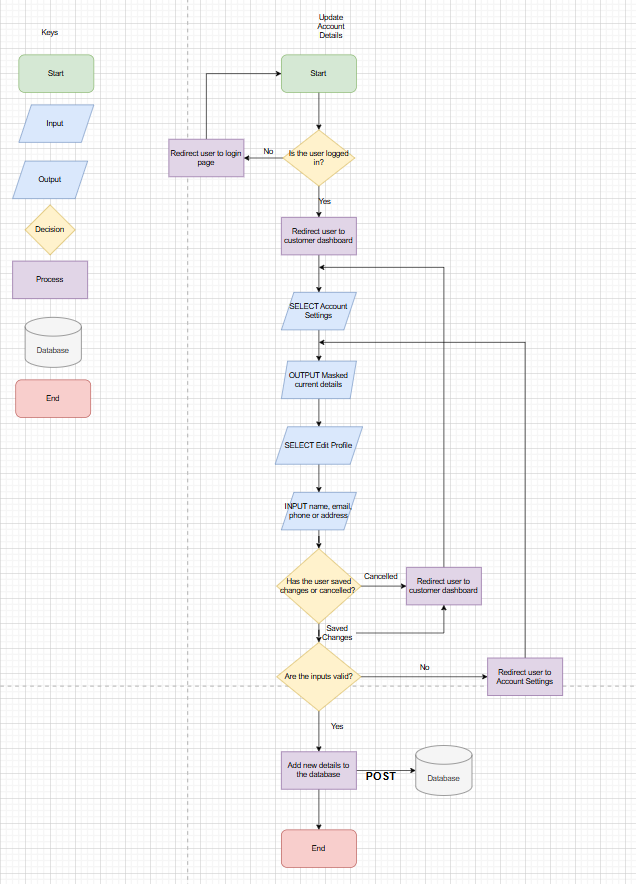 Keys
Start
Input
Output
Decision
Process
Database
End
Update
Account
Details
Start
Is the user logged
in?
No
Redirect user to login
page
Yes
Redirect user to
customer dashboard
SELECT Account
Settings
OUTPUT Masked
current details
SELECT Edit Profile
INPUT name, email,
phone or address
Has the user saved
changes or cancelled?
Cancelled
Redirect user to
customer dashboard
Saved
Changes
Are the inputs valid?
No
Redirect user to
Account Settings
Yes
Add new details to
the database
POST
Database
End